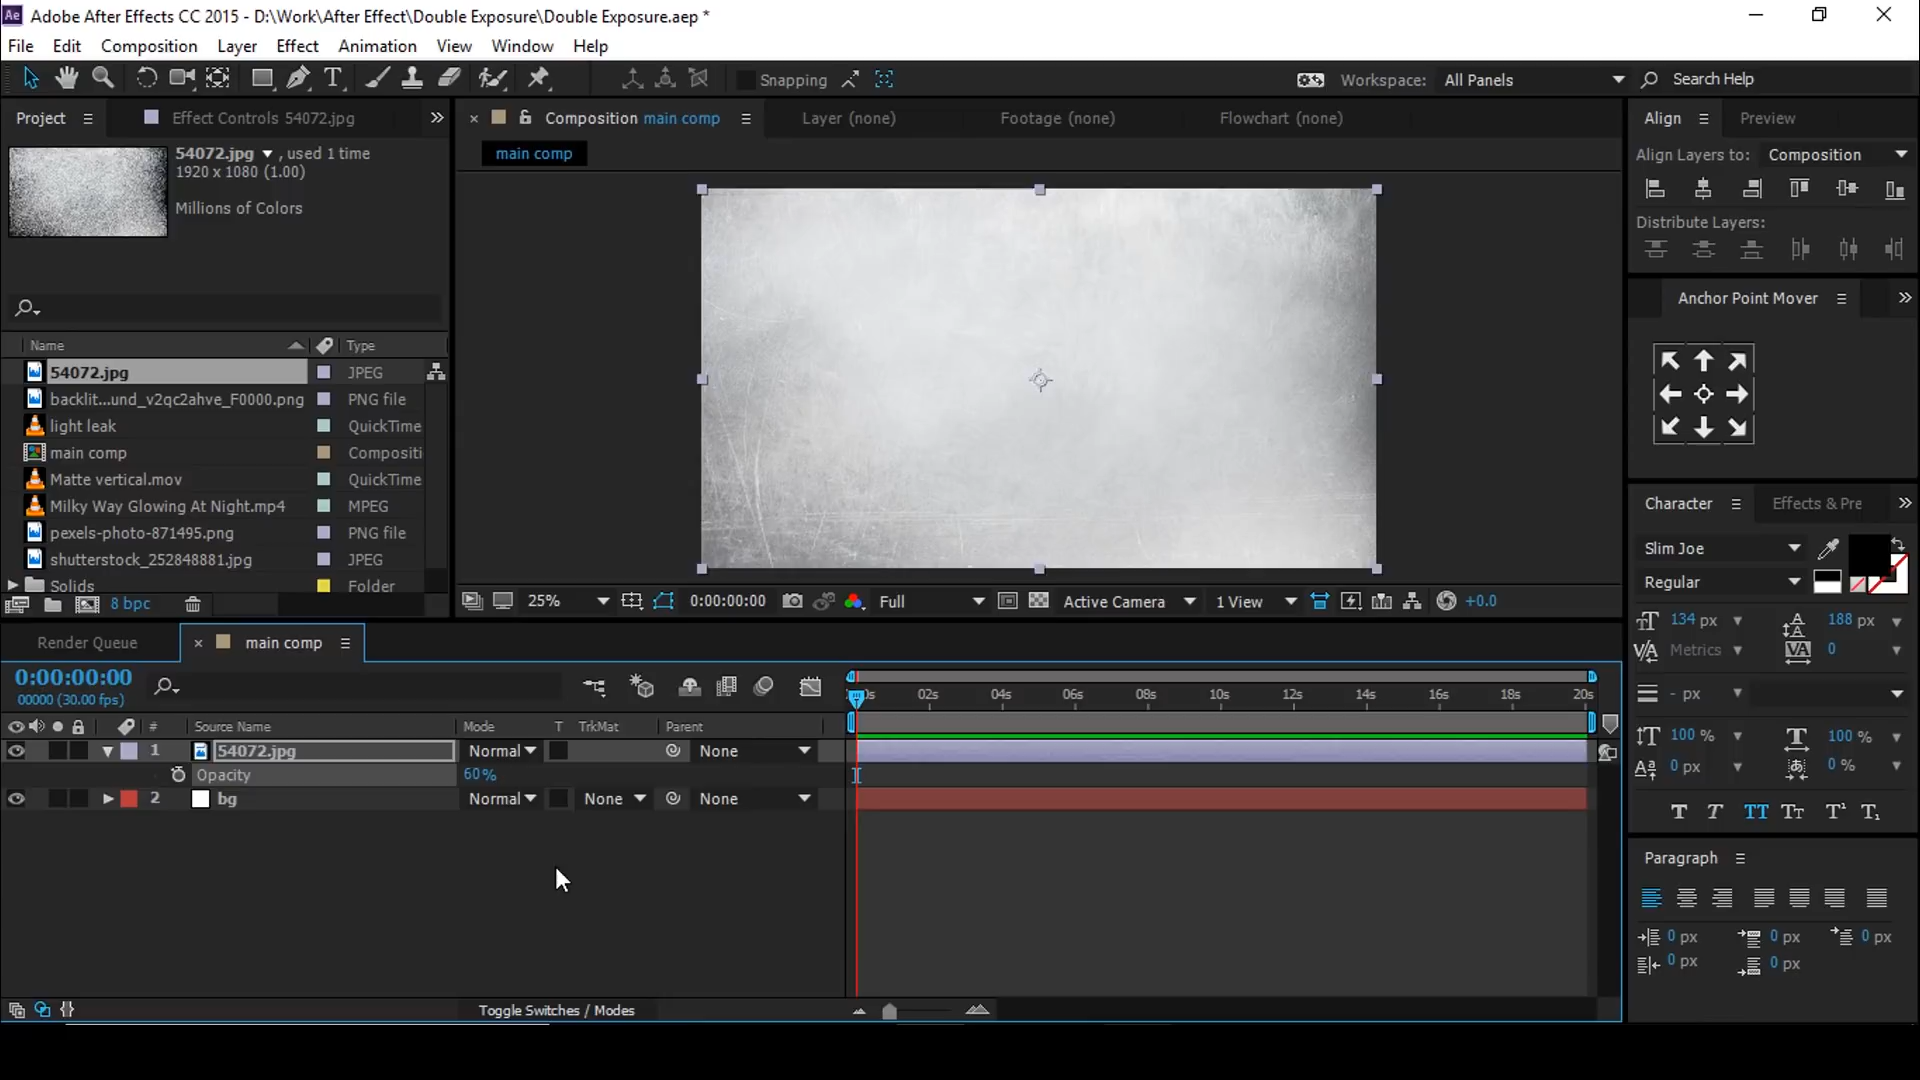 Adobe After Effects CC 2015 - D:\Work\After Effect\Double Exposure\Double Exposure.aep *
File Edit Composition Layer Effect Animation View Window Help
Snapping Workspace: All Panels Search Help
Project Effect Controls 54072.jpg Composition main comp Layer (none) Footage (none) Flowchart (none) Align Preview
54072.jpg , used 1 time
1920 x 1080 (1.00)
Millions of Colors
main comp
Align Layers to: Composition
Distribute Layers:
Anchor Point Mover
Name Type
54072.jpg JPEG
backlit...und_v2qc2ahve_F0000.png PNG file
light leak QuickTime
main comp Compositi
Matte vertical.mov QuickTime
Milky Way Glowing At Night.mp4 MPEG
pexels-photo-871495.png PNG file
shutterstock_252848881.jpg JPEG
Solids Folder
8 bpc
25% 0:00:00:00 Full Active Camera 1 View +0.0
Character Effects & Pre
Slim Joe
Regular
134 px 188 px
Metrics 0
- px
100 % 100 %
0 px 0 %
T T TT Tт T¹ T₁
Paragraph
0 px 0 px 0 px
0 px 0 px
Render Queue main comp
0:00:00:00
00000 (30.00 fps)
02s 04s 06s 08s 10s 12s 14s 16s 18s 20s
# Source Name Mode T TrkMat Parent
1 54072.jpg Normal None
Opacity 60%
2 bg Normal None None
Toggle Switches / Modes